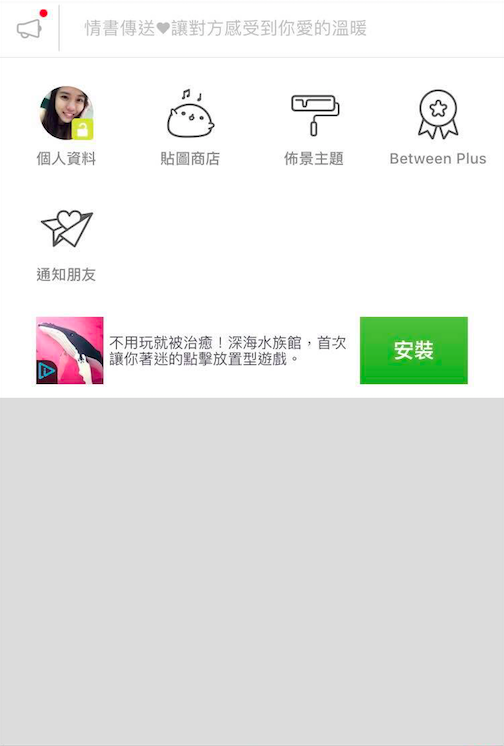 情書傳送❤讓對方感受到你愛的溫暖
個人資料
貼圖商店
佈景主題
Between Plus
通知朋友
不用玩就被治癒！深海水族館，首次
讓你著迷的點擊放置型遊戲。
安裝